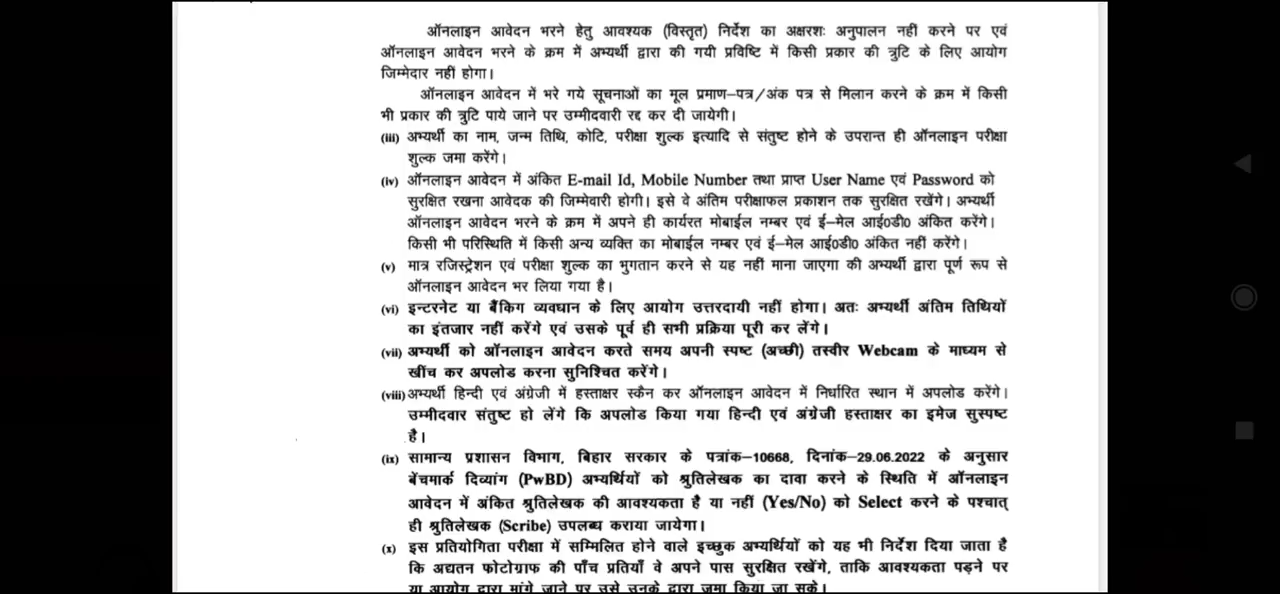 ऑनलाइन आवेदन भरने हेतु आवश्यक (विस्तृत) निर्देश का अक्षरशः अनुपालन नहीं करने पर एवं
ऑनलाइन आवेदन भरने के क्रम में अभ्यर्थी द्वारा की गयी प्रविष्टि में किसी प्रकार की त्रुटि के लिए आयोग
जिम्मेदार नहीं होगा।
ऑनलाइन आवेदन में भरे गये सूचनाओं का मूल प्रमाण–पत्र/अंक पत्र से मिलान करने के क्रम में किसी
भी प्रकार की त्रुटि पाये जाने पर उम्मीदवारी रद्द कर दी जायेगी।
(iii) अभ्यर्थी का नाम, जन्म तिथि, कोटि, परीक्षा शुल्क इत्यादि से संतुष्ट होने के उपरान्त ही ऑनलाइन परीक्षा
शुल्क जमा करेंगे।
(iv) ऑनलाइन आवेदन में अंकित E-mail Id, Mobile Number तथा प्राप्त User Name एवं Password को
सुरक्षित रखना आवेदक की जिम्मेवारी होगी। इसे वे अंतिम परीक्षाफल प्रकाशन तक सुरक्षित रखेंगे। अभ्यर्थी
ऑनलाइन आवेदन भरने के क्रम में अपने ही कार्यरत मोबाईल नम्बर एवं ई–मेल आई0डी0 अंकित करेंगे।
किसी भी परिस्थिति में किसी अन्य व्यक्ति का मोबाईल नम्बर एवं ई–मेल आई0डी0 अंकित नहीं करेंगे।
(v) मात्र रजिस्ट्रेशन एवं परीक्षा शुल्क का भुगतान करने से यह नहीं माना जाएगा की अभ्यर्थी द्वारा पूर्ण रूप से
ऑनलाइन आवेदन भर लिया गया है।
(vi) इन्टरनेट या बैंकिग व्यवधान के लिए आयोग उत्तरदायी नहीं होगा। अतः अभ्यर्थी अंतिम तिथियों
का इंतजार नहीं करेंगे एवं उसके पूर्व ही सभी प्रक्रिया पूरी कर लेंगे।
(vii) अभ्यर्थी को ऑनलाइन आवेदन करते समय अपनी स्पष्ट (अच्छी) तस्वीर Webcam के माध्यम से
खींच कर अपलोड करना सुनिश्चित करेंगे।
(viii) अभ्यर्थी हिन्दी एवं अंग्रेजी में हस्ताक्षर स्कैन कर ऑनलाइन आवेदन में निर्धारित स्थान में अपलोड करेंगे।
उम्मीदवार संतुष्ट हो लेंगे कि अपलोड किया गया हिन्दी एवं अंग्रेजी हस्ताक्षर का इमेज सुस्पष्ट
है।
(ix) सामान्य प्रशासन विभाग, बिहार सरकार के पत्रांक–10668, दिनांक–29.06.2022 के अनुसार
बेंचमार्क दिव्यांग (PwBD) अभ्यर्थियों को श्रुतिलेखक का दावा करने के स्थिति में ऑनलाइन
आवेदन में अंकित श्रुतिलेखक की आवश्यकता है या नहीं (Yes/No) को Select करने के पश्चात्
ही श्रुतिलेखक (Scribe) उपलब्ध कराया जायेगा।
(x) इस प्रतियोगिता परीक्षा में सम्मिलित होने वाले इच्छुक अभ्यर्थियों को यह भी निर्देश दिया जाता है
कि अद्यतन फोटोग्राफ की पाँच प्रतियाँ वे अपने पास सुरक्षित रखेंगे, ताकि आवश्यकता पड़ने पर
या आयोग द्वारा मांगे जाने पर उसे उनके द्वारा जमा किया जा सके।